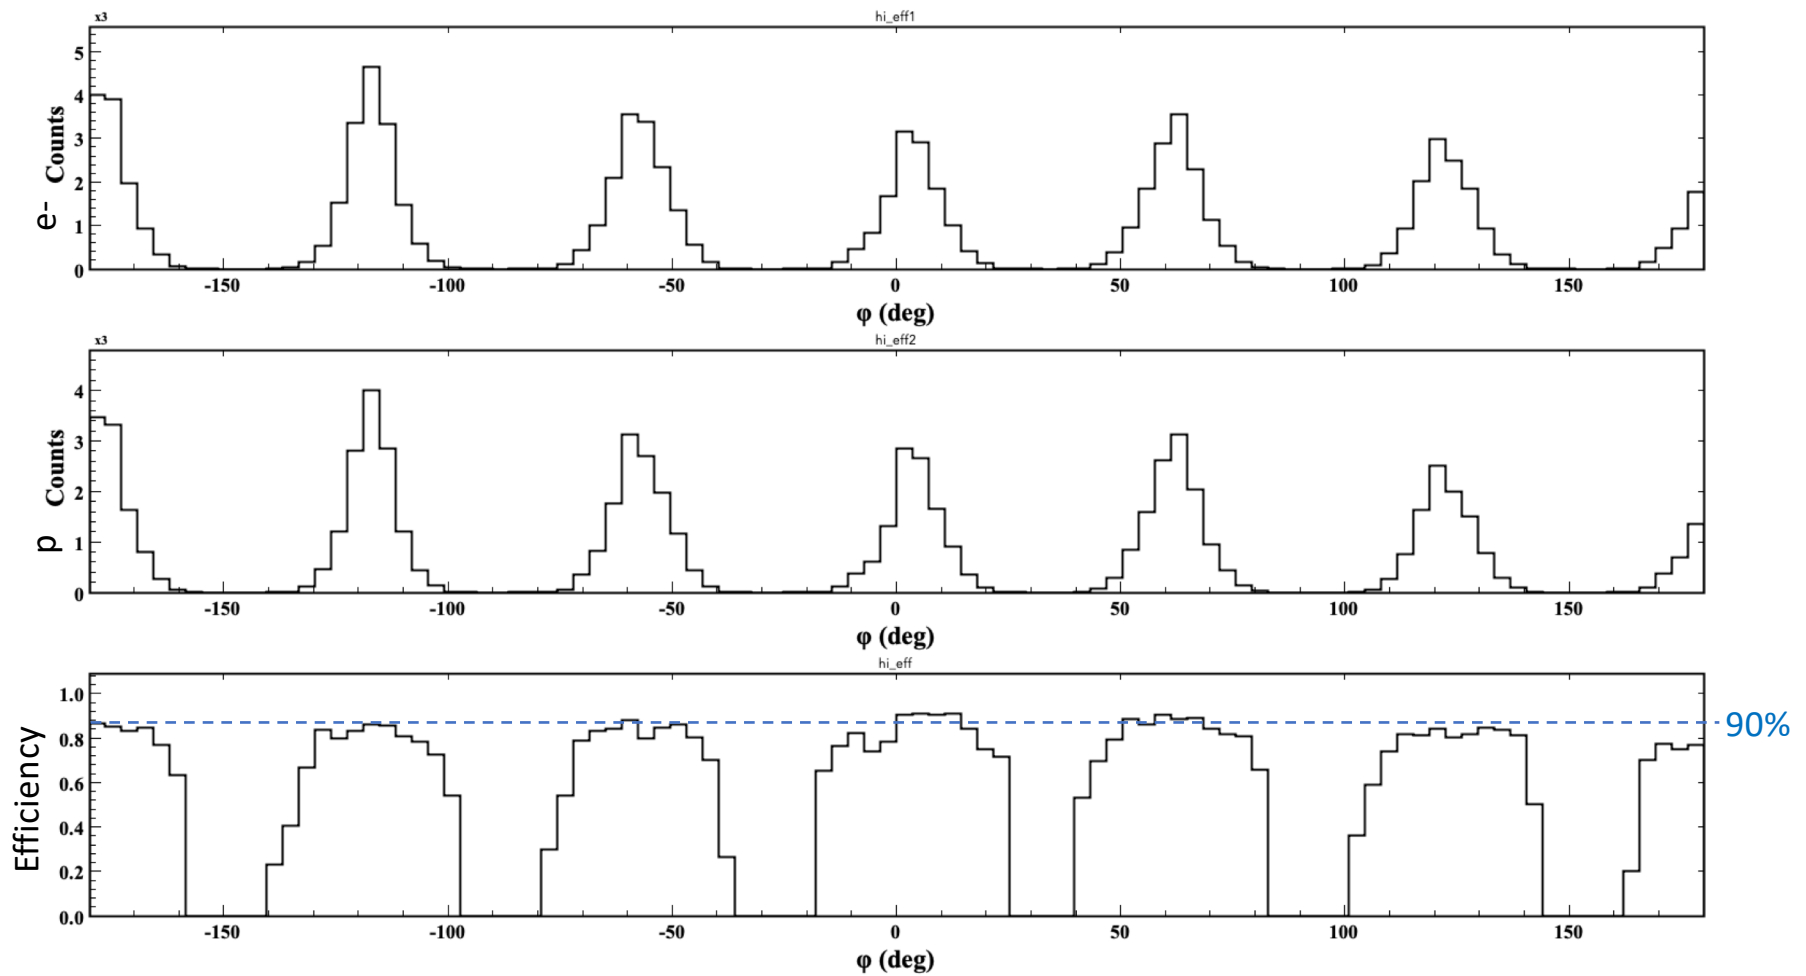 x3
hi_eff1
5
4
3
2
1
0
e- Counts
-150 -100 -50 0 50 100 150
φ (deg)
x3
hi_eff2
4
3
2
1
0
p Counts
-150 -100 -50 0 50 100 150
φ (deg)
hi_eff
1.0
0.8
0.6
0.4
0.2
0.0
Efficiency
90%
-150 -100 -50 0 50 100 150
φ (deg)